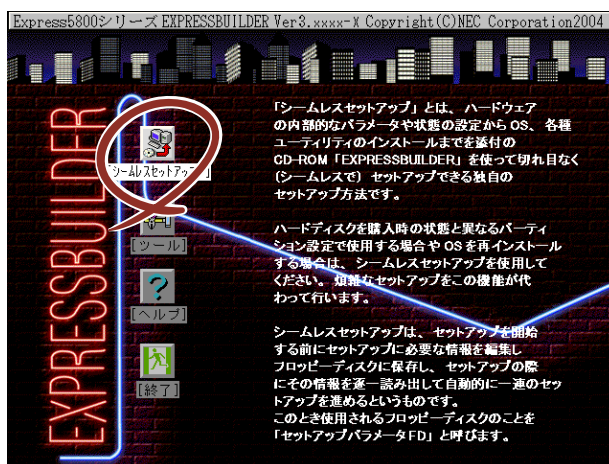 Express5800シリーズ EXPRESSBUILDER Ver3.xxxx-X Copyright(C)NEC Corporation2004
EXPRESSBUILDER
[シームレスセットアップ]
[ツール]
[ヘルプ]
[終了]
「シームレスセットアップ」とは、ハードウェア
の内部的なパラメータや状態の設定からOS、各種
ユーティリティのインストールまでを添付の
CD-ROM「EXPRESSBUILDER」を使って切れ目なく
(シームレスで) セットアップできる独自の
セットアップ方法です。
ハードディスクを購入時の状態と異なるパーティ
ション設定で使用する場合やOSを再インストール
する場合は、シームレスセットアップを使用して
ください。煩雑なセットアップをこの機能が代
わって行います。
シームレスセットアップは、セットアップを開始
する前にセットアップに必要な情報を編集し
フロッピーディスクに保存し、セットアップの際
にその情報を逐一読み出して自動的に一連のセッ
トアップを進めるというものです。
このとき使用されるフロッピーディスクのことを
「セットアップパラメータFD」と呼びます。